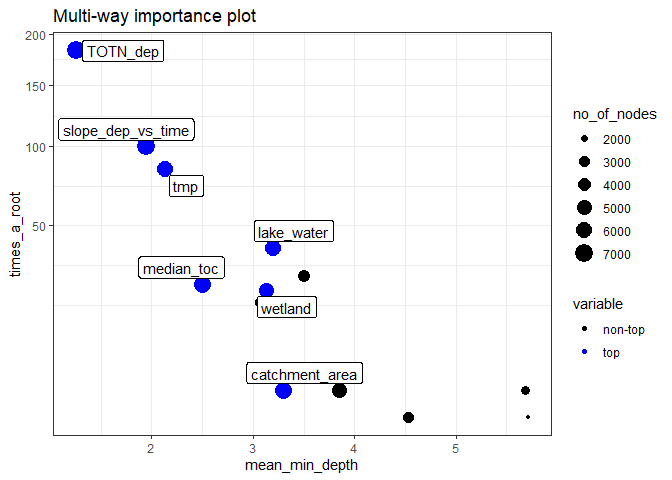 Multi-way importance plot
200
150
100
50
times_a_root
TOTN_dep
slope_dep_vs_time
tmp
lake_water
median_toc
wetland
catchment_area
2 3 4 5
mean_min_depth
no_of_nodes
2000
3000
4000
5000
6000
7000
variable
non-top
top